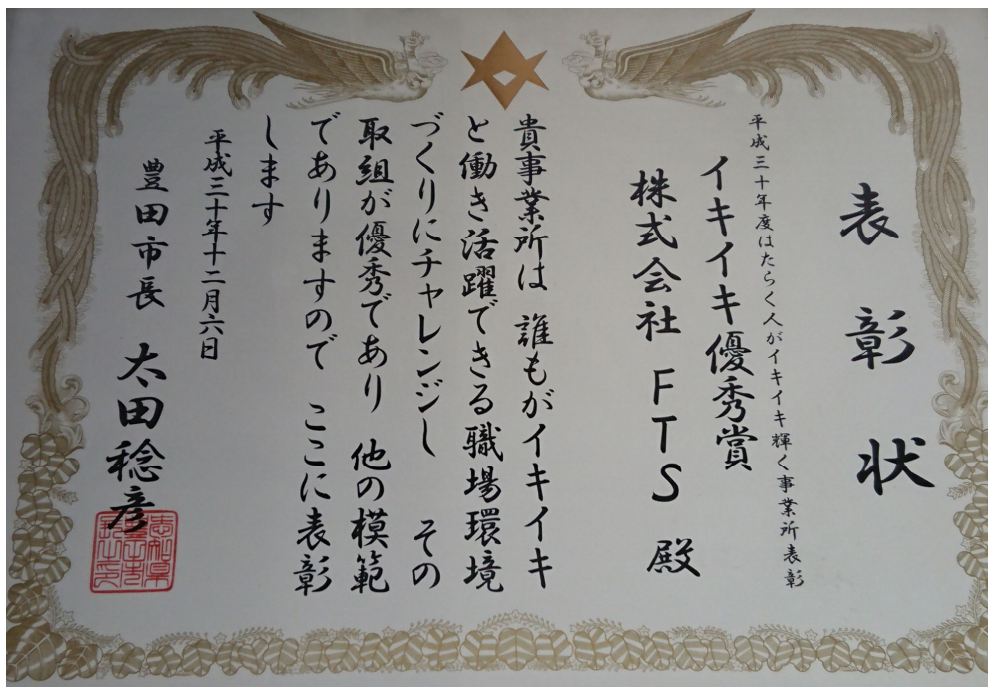 表彰状
平成三十年度はたらく人がイキイキ輝く事業所表彰
イキイキ優秀賞
株式会社 FTS 殿
貴事業所は 誰もがイキイキ
と働き活躍できる職場環境
づくりにチャレンジし その
取組が優秀であり 他の模範
でありますので ここに表彰
します
平成三十年十二月六日
豊田市長 太田稔彦